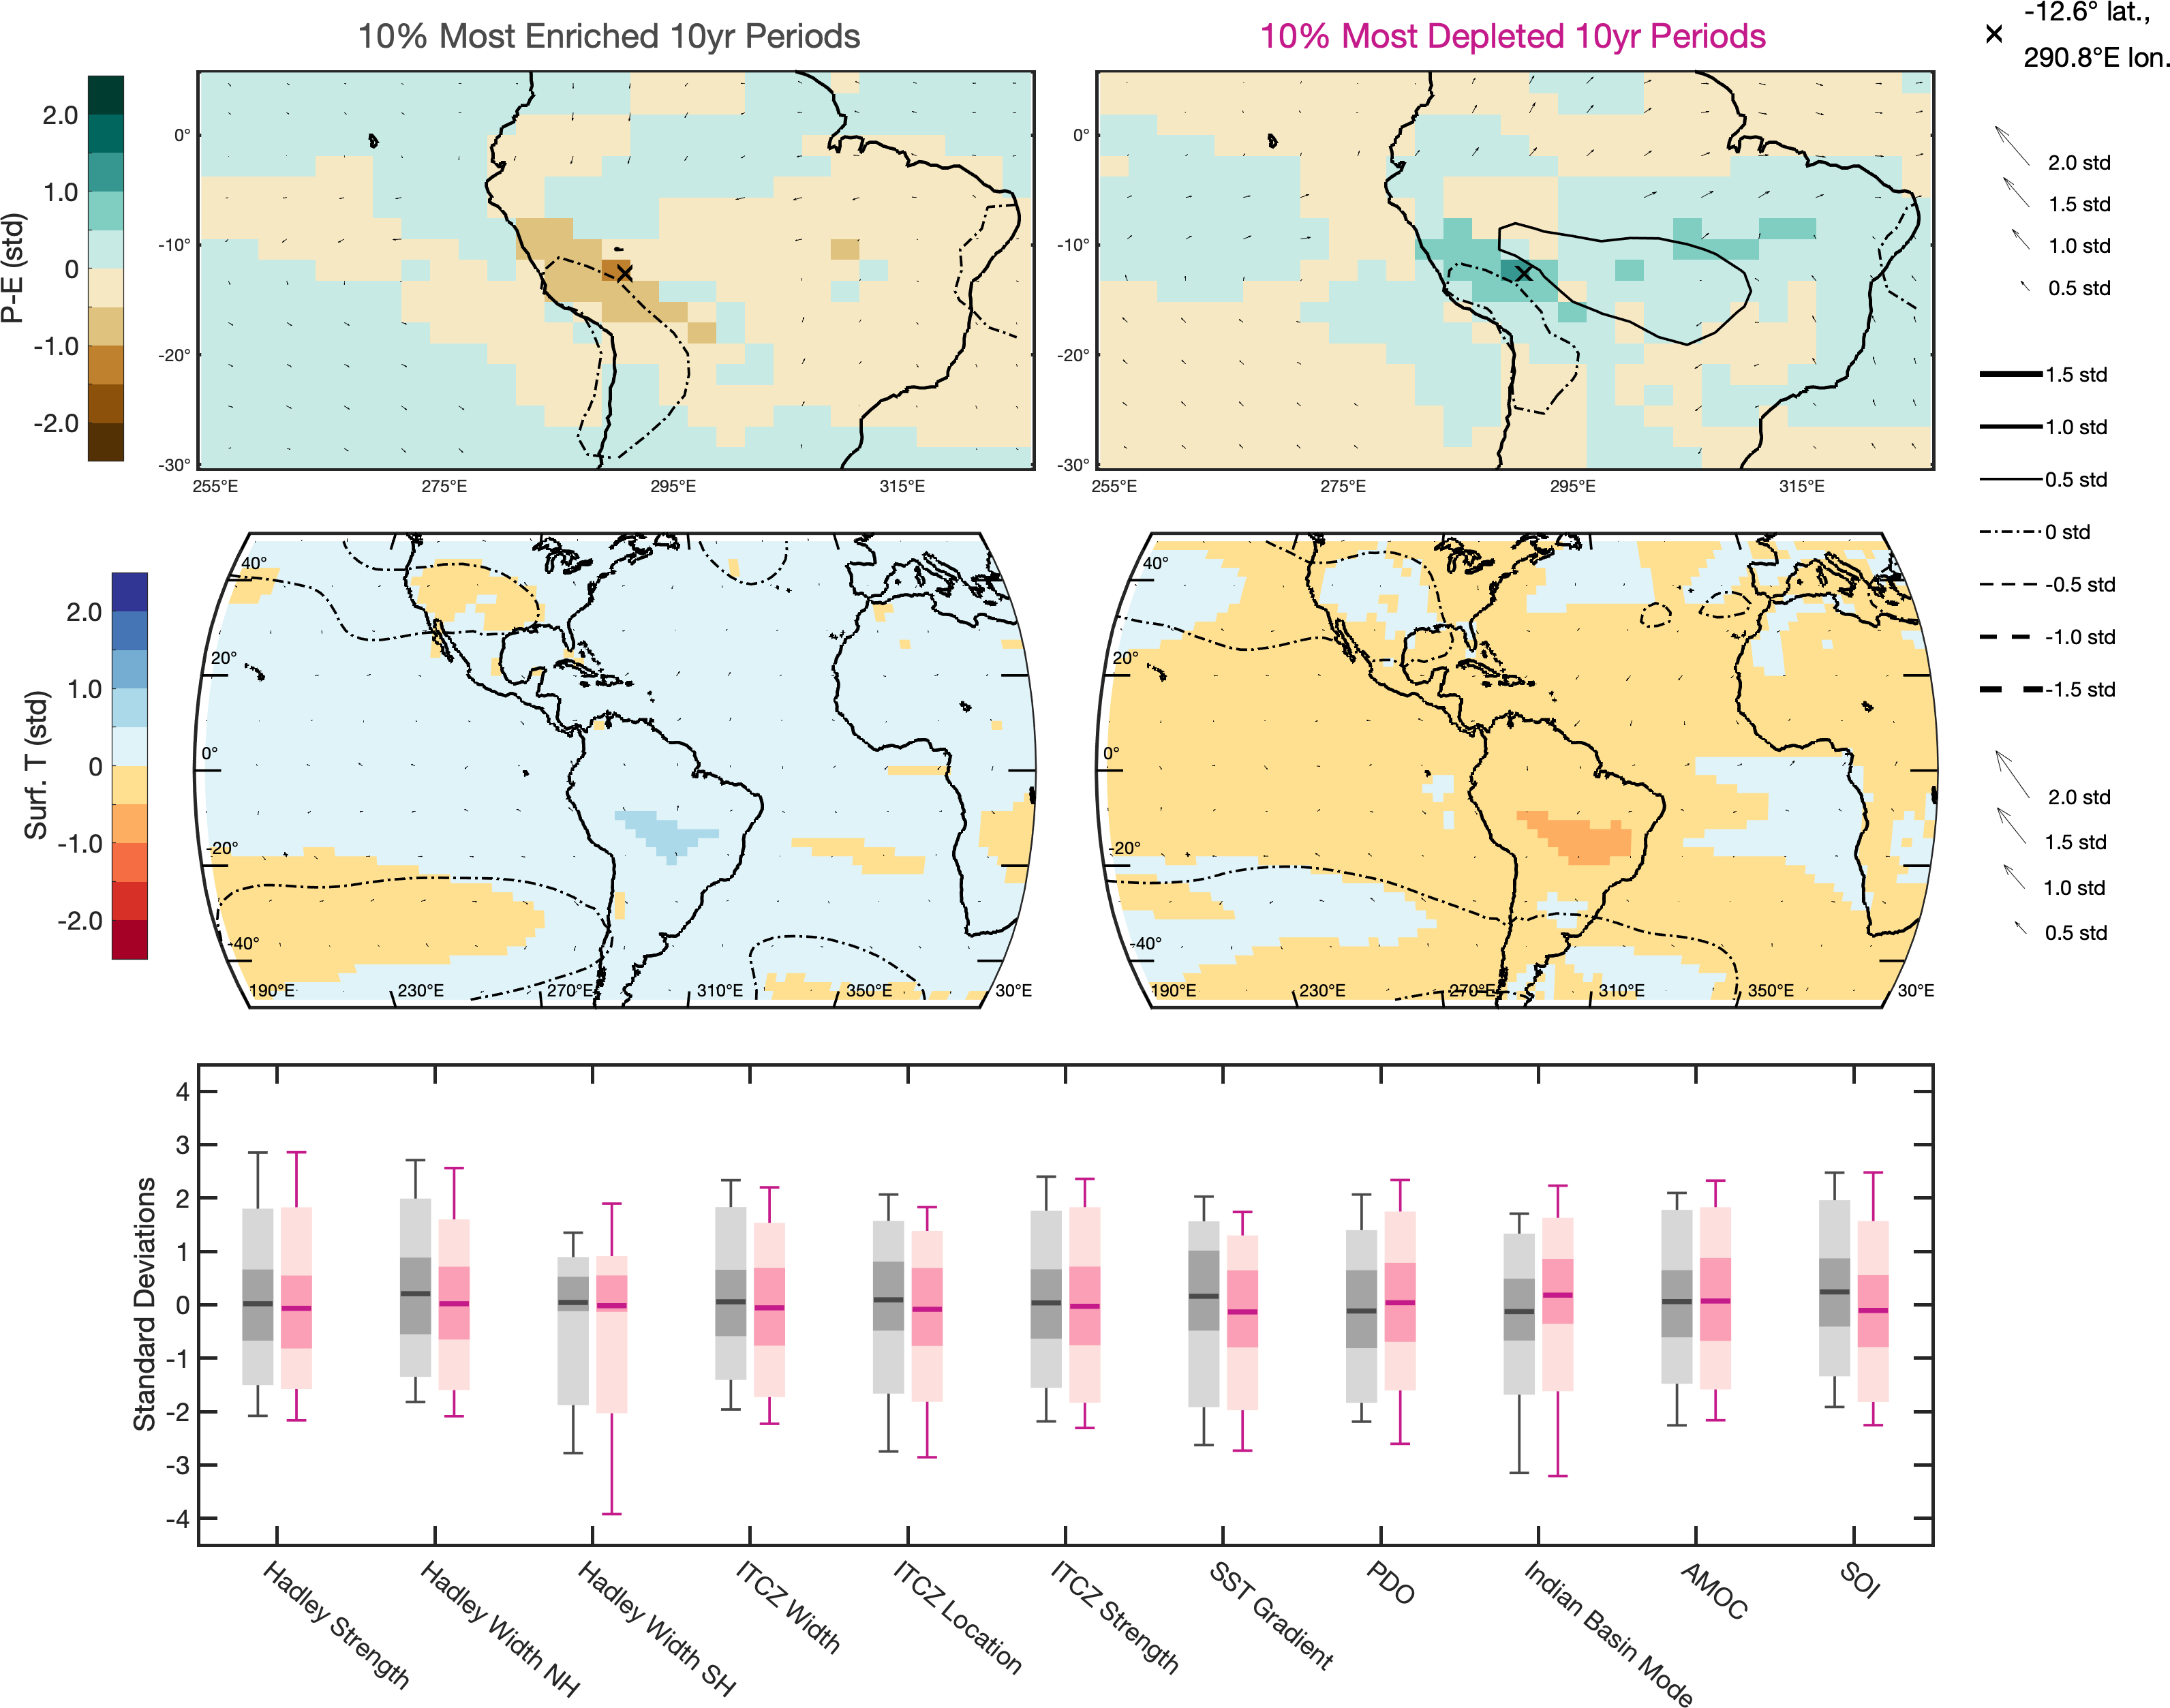 10% Most Enriched 10yr Periods
10% Most Depleted 10yr Periods
-12.6° lat.,
290.8°E lon.
P-E (std)
2.0
1.0
0
-1.0
-2.0
0°
-10°
-20°
-30°
255°E
275°E
295°E
315°E
0°
-10°
-20°
-30°
255°E
275°E
295°E
315°E
2.0 std
1.5 std
1.0 std
0.5 std
1.5 std
1.0 std
0.5 std
0 std
-0.5 std
-1.0 std
-1.5 std
Surf. T (std)
2.0
1.0
0
-1.0
-2.0
40°
20°
0°
-20°
-40°
190°E
230°E
270°E
310°E
350°E
30°E
40°
20°
0°
-20°
-40°
190°E
230°E
270°E
310°E
350°E
30°E
2.0 std
1.5 std
1.0 std
0.5 std
Standard Deviations
4
3
2
1
0
-1
-2
-3
-4
Hadley Strength
Hadley Width NH
Hadley Width SH
ITCZ Width
ITCZ Location
ITCZ Strength
SST Gradient
PDO
Indian Basin Mode
AMOC
SOI